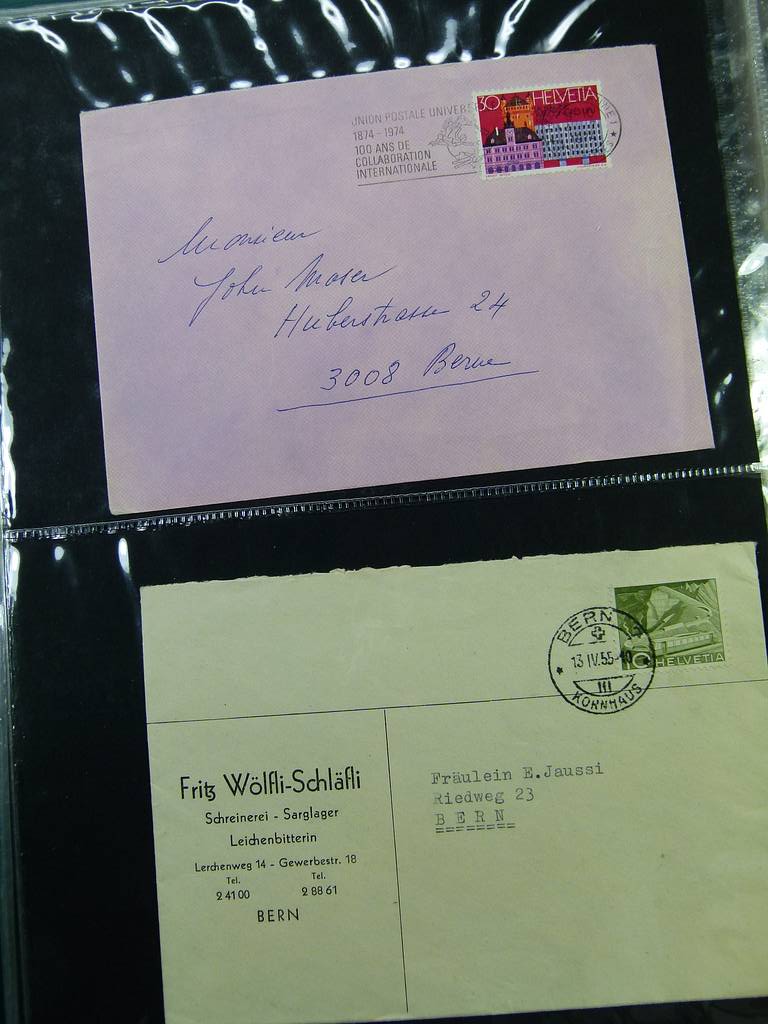 UNION POSTALE UNIVERS
1874 - 1974
100 ANS DE
COLLABORATION
INTERNATIONALE
30 HELVETIA
Monsieur
John Moser
Huberstrasse 24
3008 Berne
BERN
13 IV.55-10
III
KORNHAUS
10 HELVETIA
Fritz Wölfli-Schläfli
Schreinerei - Sarglager
Leichenbitterin
Lerchenweg 14 - Gewerbestr. 18
Tel. Tel.
2 41 00 2 88 61
BERN
Fräulein E.Jaussi
Riedweg 23
BERN